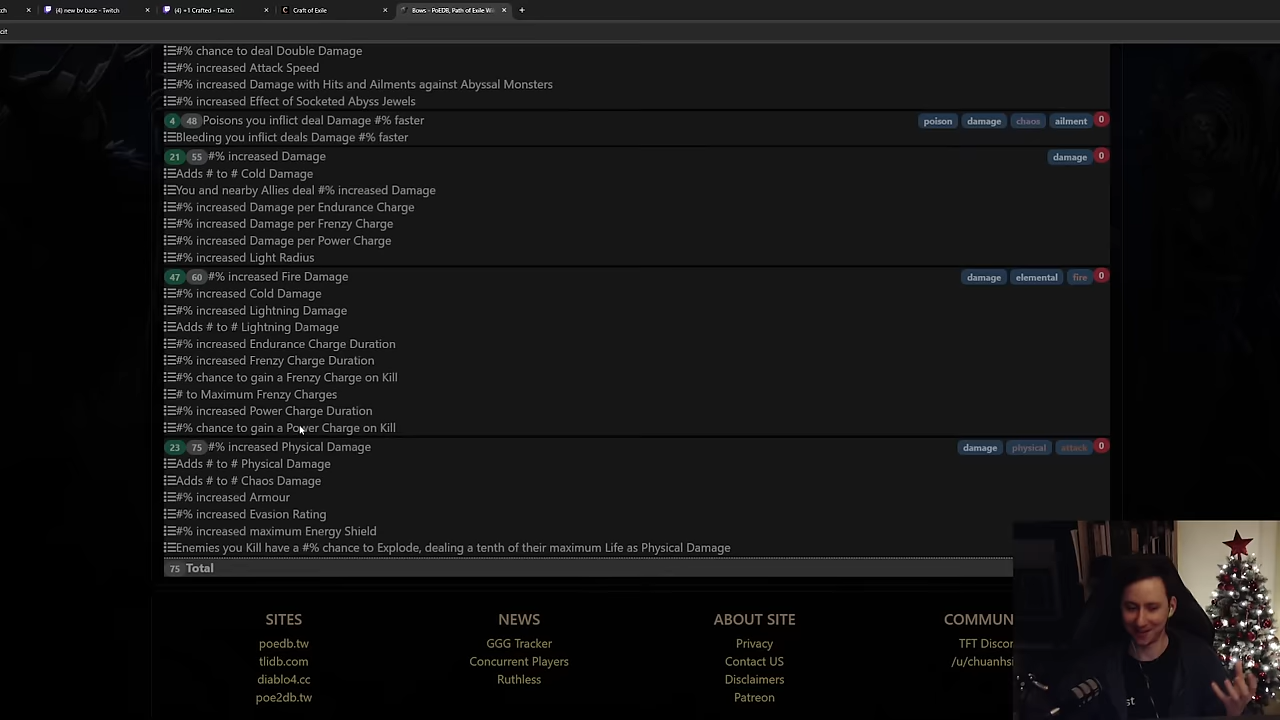 tch
(4) new bv base - Twitch
(4) +1 Crafted - Twitch
Craft of Exile
Bows - PoEDB, Path of Exile Wi
cit
#% chance to deal Double Damage
#% increased Attack Speed
#% increased Damage with Hits and Ailments against Abyssal Monsters
#% increased Effect of Socketed Abyss Jewels
4 48 Poisons you inflict deal Damage #% faster poison damage chaos ailment 0
Bleeding you inflict deals Damage #% faster
21 55 #% increased Damage damage 0
Adds # to # Cold Damage
You and nearby Allies deal #% increased Damage
#% increased Damage per Endurance Charge
#% increased Damage per Frenzy Charge
#% increased Damage per Power Charge
#% increased Light Radius
47 60 #% increased Fire Damage damage elemental fire 0
#% increased Cold Damage
#% increased Lightning Damage
Adds # to # Lightning Damage
#% increased Endurance Charge Duration
#% increased Frenzy Charge Duration
#% chance to gain a Frenzy Charge on Kill
# to Maximum Frenzy Charges
#% increased Power Charge Duration
#% chance to gain a Power Charge on Kill
23 75 #% increased Physical Damage damage physical attack 0
Adds # to # Physical Damage
Adds # to # Chaos Damage
#% increased Armour
#% increased Evasion Rating
#% increased maximum Energy Shield
Enemies you Kill have a #% chance to Explode, dealing a tenth of their maximum Life as Physical Damage
75 Total
SITES NEWS ABOUT SITE COMMUN
poedb.tw GGG Tracker Privacy TFT Discor
tlidb.com Concurrent Players Contact US /u/chuanhsi
diablo4.cc Ruthless Disclaimers
poe2db.tw Patreon
st